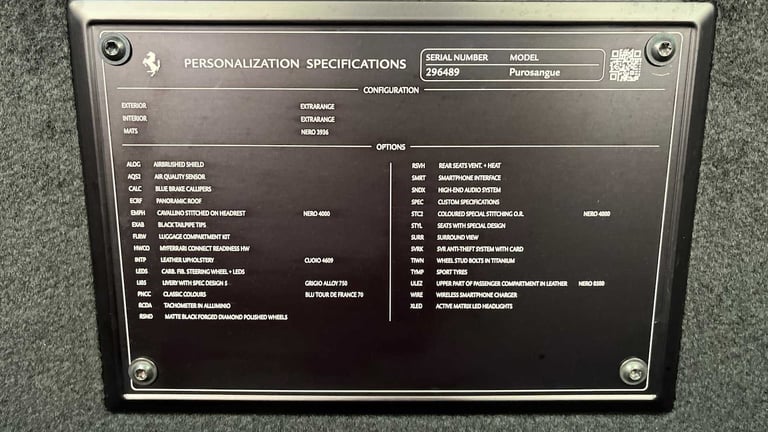 PERSONALIZATION SPECIFICATIONS
SERIAL NUMBER MODEL
296489 Purosangue
CONFIGURATION
EXTERIOR EXTRARANGE
INTERIOR EXTRARANGE
MATS NERO 3936
OPTIONS
ALOG AIRBRUSHED SHIELD
AQS2 AIR QUALITY SENSOR
CALC BLUE BRAKE CALLIPERS
ECRF PANORAMIC ROOF
EMPH CAVALLINO STITCHED ON HEADREST NERO 4000
EXAB BLACK TAILPIPE TIPS
FLRW LUGGAGE COMPARTMENT KIT
HWCO MYFERRARI CONNECT READINESS HW
INTP LEATHER UPHOLSTERY CUOIO 4609
LEDS CARB. FIB. STEERING WHEEL + LEDS
LIB5 LIVERY WITH SPEC DESIGN 5 GRIGIO ALLOY 750
PHCC CLASSIC COLOURS BLU TOUR DE FRANCE 70
RCDA TACHOMETER IN ALLUMINIO
RSND MATTE BLACK FORGED DIAMOND POLISHED WHEELS
RSVH REAR SEATS VENT. + HEAT
SMRT SMARTPHONE INTERFACE
SNDX HIGH-END AUDIO SYSTEM
SPEC CUSTOM SPECIFICATIONS
STC2 COLOURED SPECIAL STITCHING O.R. NERO 4000
STYL SEATS WITH SPECIAL DESIGN
SURR SURROUND VIEW
SVRK SVR ANTI-THEFT SYSTEM WITH CARD
TIWN WHEEL STUD BOLTS IN TITANIUM
TYMP SPORT TYRES
ULEZ UPPER PART OF PASSENGER COMPARTMENT IN LEATHER NERO 8500
WIRE WIRELESS SMARTPHONE CHARGER
XLED ACTIVE MATRIX LED HEADLIGHTS